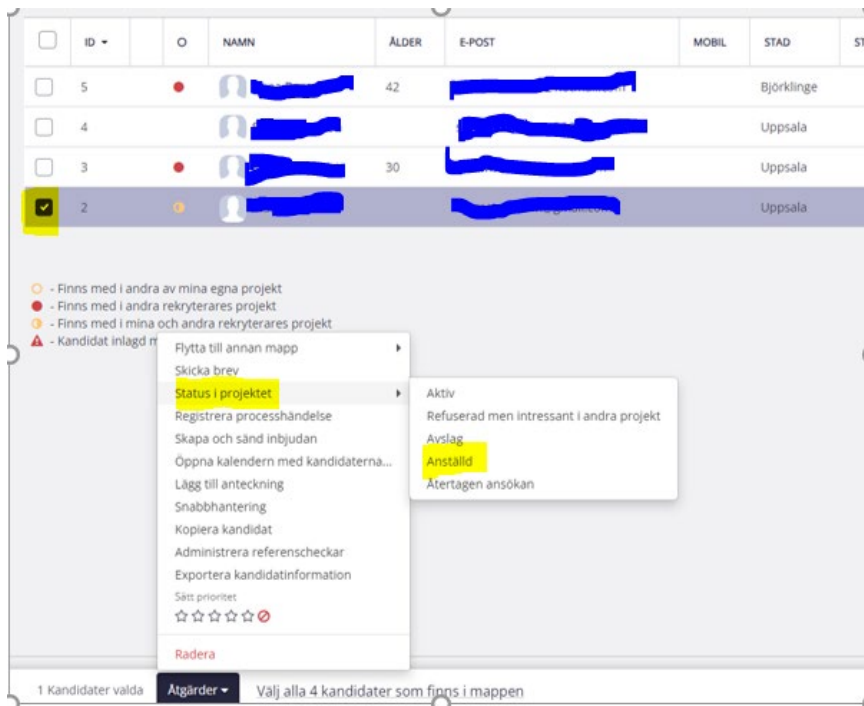 ID NAMN ÅLDER E-POST MOBIL STAD ST
5 42 Björklinge
4 Uppsala
3 30 Uppsala
2 Uppsala
- Finns med i andra av mina egna projekt
- Finns med i andra rekryterares projekt
- Finns med i mina och andra rekryterares projekt
- Kandidat inlagd
Flytta till annan mapp
Skicka brev
Status i projektet
Registrera processhändelse
Skapa och sänd inbjudan
Öppna kalendern med kandidaterna...
Lägg till anteckning
Snabbhantering
Kopiera kandidat
Administrera referenscheckar
Exportera kandidatinformation
Sätt prioritet
Radera
Aktiv
Refuserad men intressant i andra projekt
Avslag
Anställd
Återtagen ansökan
1 Kandidater valda Åtgärder Välj alla 4 kandidater som finns i mappen